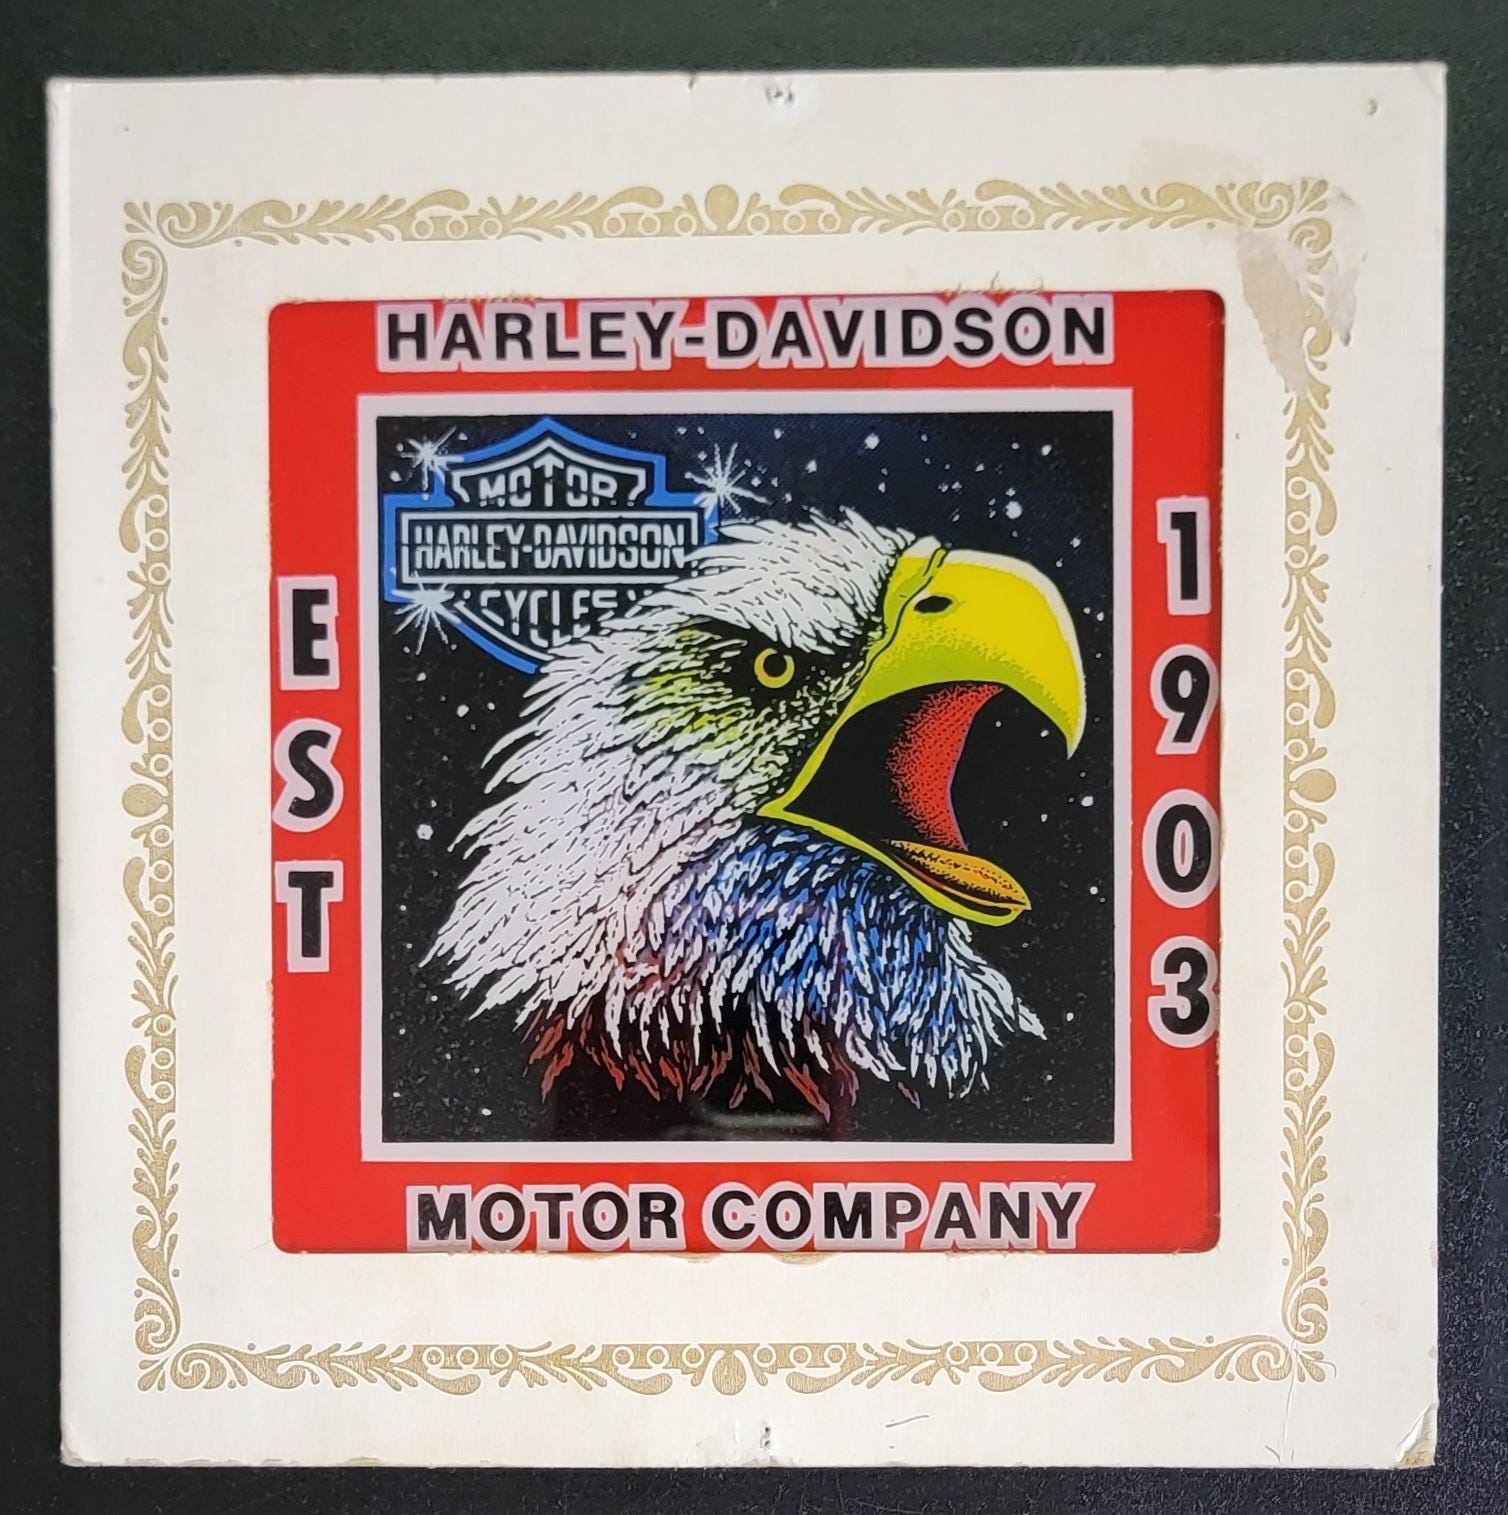 HARLEY-DAVIDSON
MOTOR
HARLEY-DAVIDSON
CYCLES
EST
1903
MOTOR COMPANY